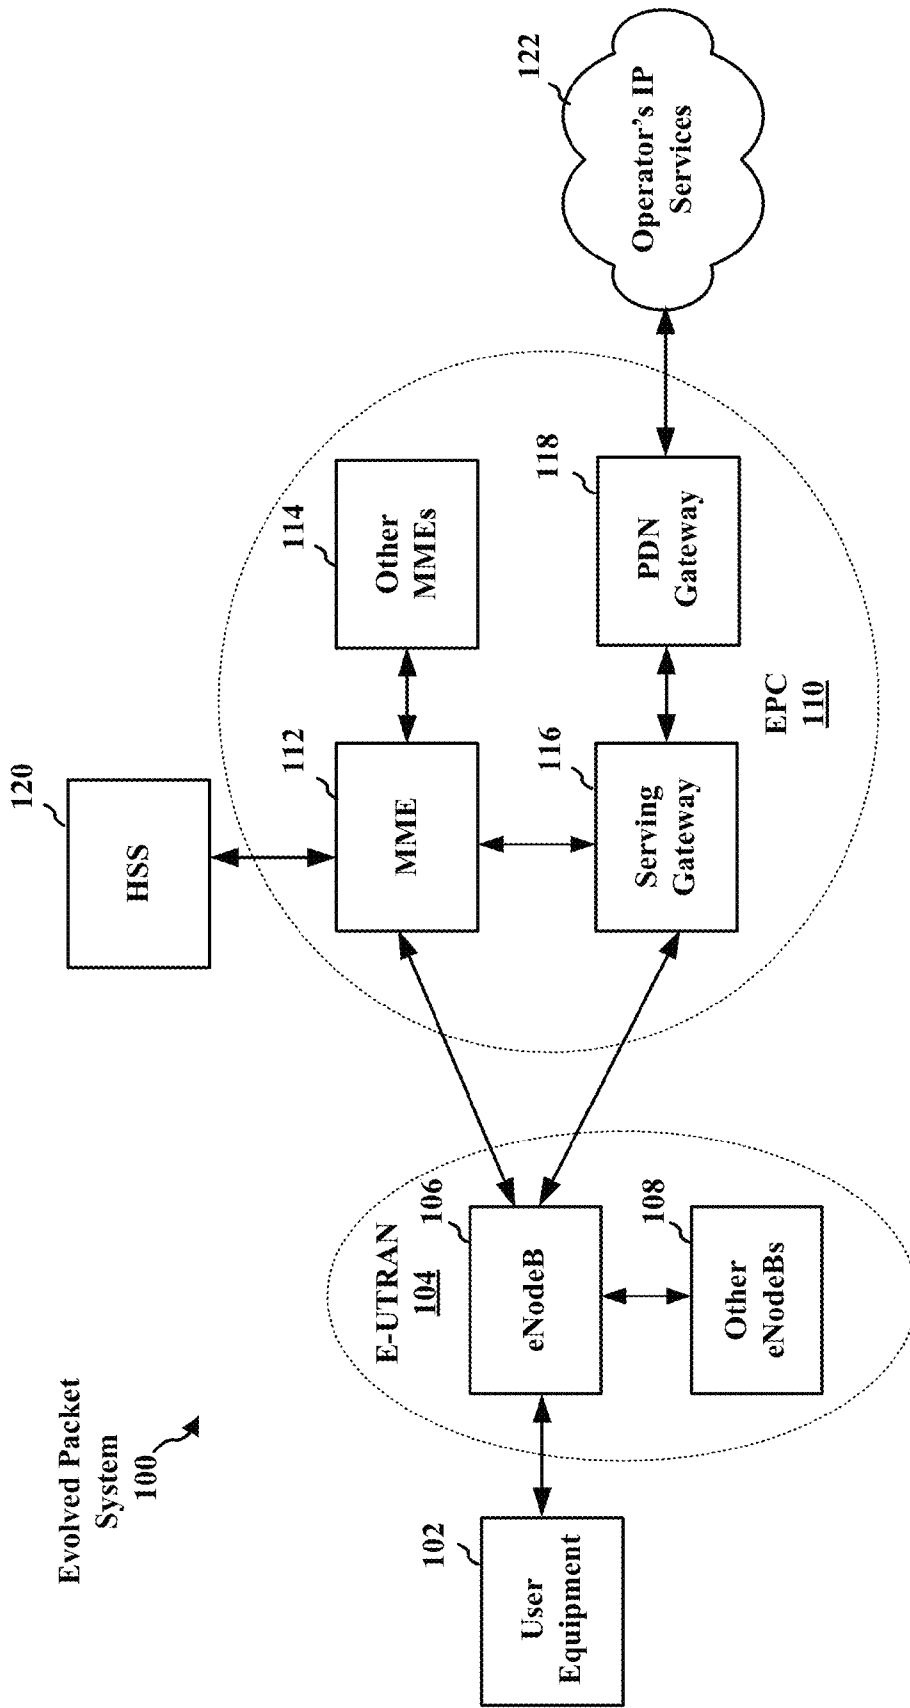 Evolved Packet
System
100
102
User
Equipment
E-UTRAN
104
106
eNodeB
108
Other
eNodeBs
120
HSS
112
MME
114
Other
MMEs
116
Serving
Gateway
118
PDN
Gateway
EPC
110
122
Operator's IP
Services